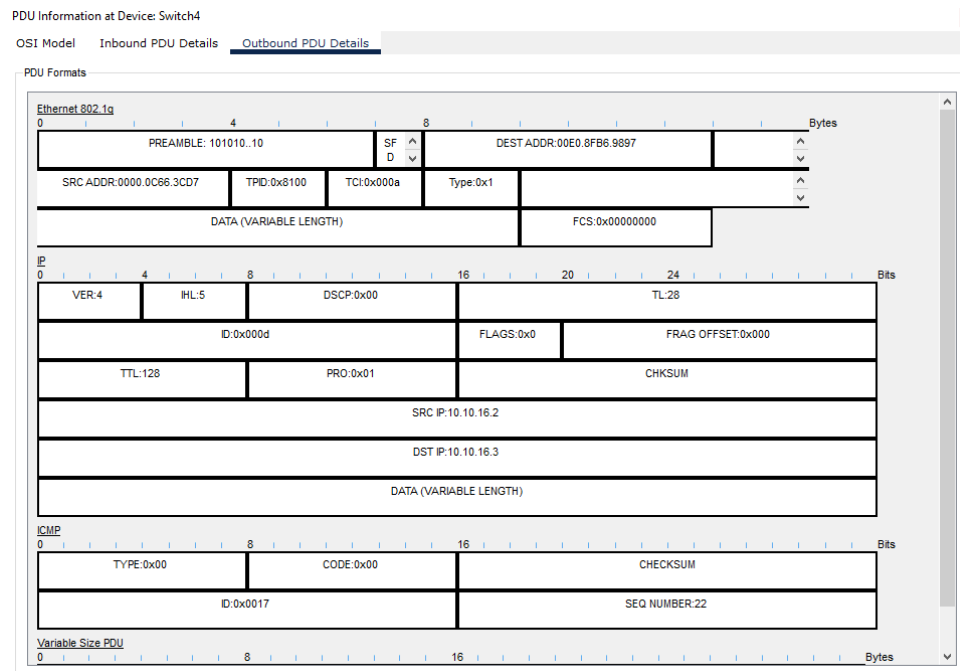 PDU Information at Device: Switch4
OSI Model Inbound PDU Details Outbound PDU Details
PDU Formats
Ethernet 802.1q
0 4 8 Bytes
PREAMBLE: 101010..10 SF D DEST ADDR:00E0.8FB6.9897
SRC ADDR:0000.0C66.3CD7 TPID:0x8100 TCI:0x000a Type:0x1
DATA (VARIABLE LENGTH) FCS:0x00000000
IP
0 4 8 16 20 24 Bits
VER:4 IHL:5 DSCP:0x00 TL:28
ID:0x000d FLAGS:0x0 FRAG OFFSET:0x000
TTL:128 PRO:0x01 CHKSUM
SRC IP:10.10.16.2
DST IP:10.10.16.3
DATA (VARIABLE LENGTH)
ICMP
0 8 16 Bits
TYPE:0x00 CODE:0x00 CHECKSUM
ID:0x0017 SEQ NUMBER:22
Variable Size PDU
0 8 16 Bytes